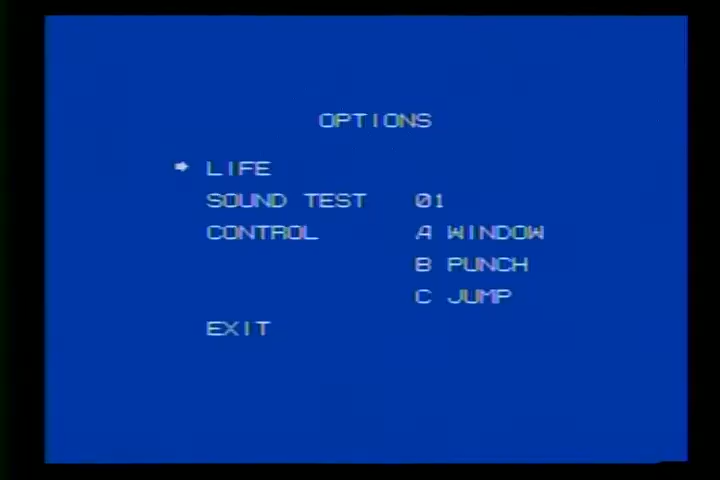 OPTIONS
LIFE
SOUND TEST 01
CONTROL A WINDOW
B PUNCH
C JUMP
EXIT